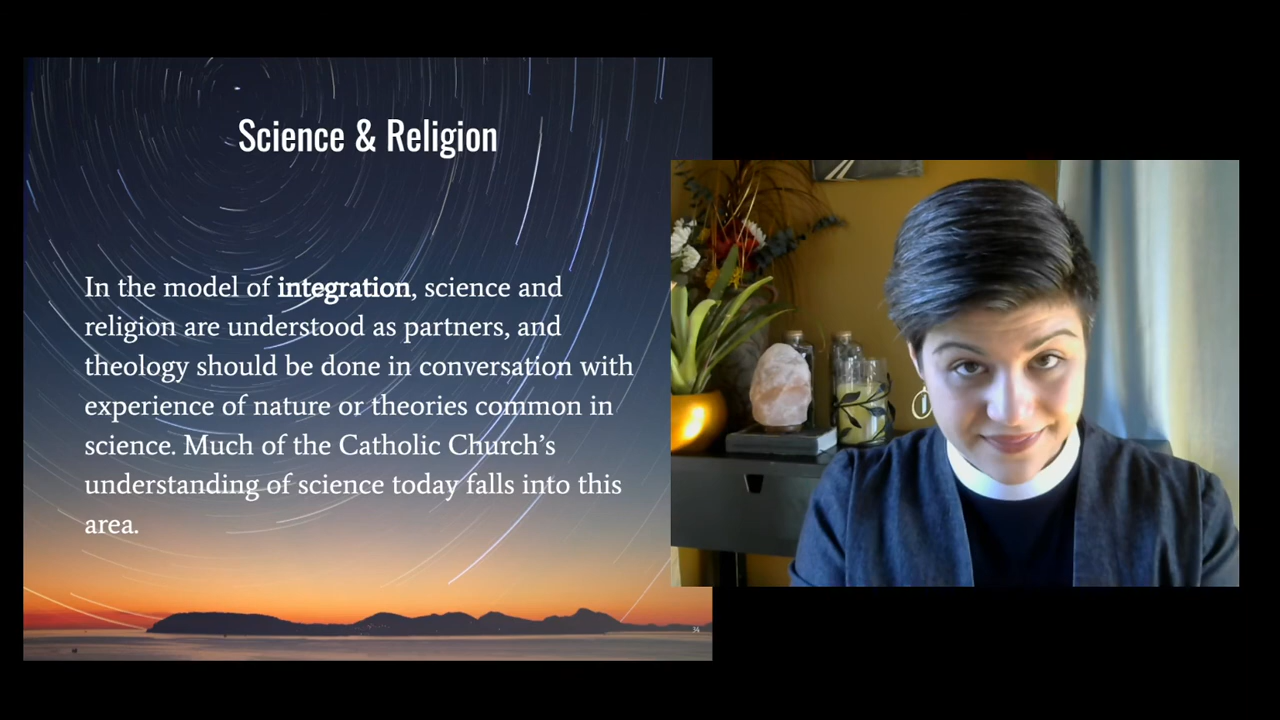 Science & Religion
In the model of integration, science and
religion are understood as partners, and
theology should be done in conversation with
experience of nature or theories common in
science. Much of the Catholic Church’s
understanding of science today falls into this
area.
34